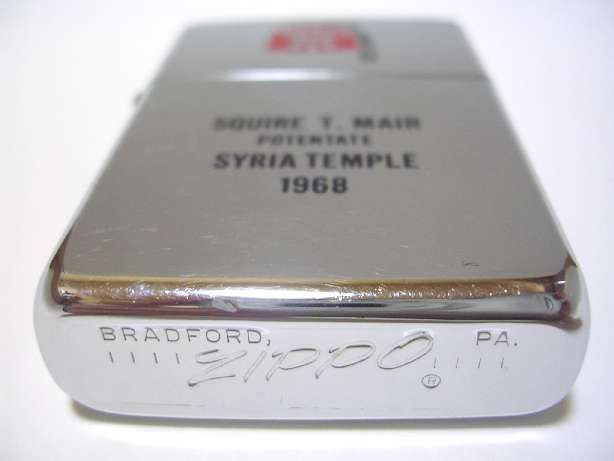 SQUIRE T. MAIR
POTENTATE
SYRIA TEMPLE
1968
BRADFORD, PA.
|||| ZIPPO ® ||||